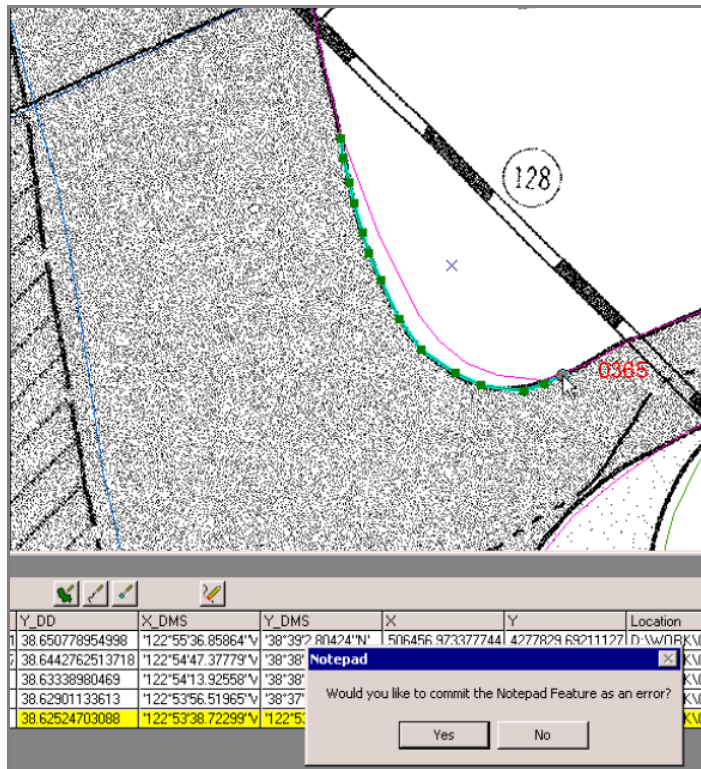 128
0365
Y_DD X_DMS Y_DMS X Y Location
38.650778954998 "122°55'36.85864"W "38°39'2.80424"N" 506456.973377744 4277829.69211127 D:\WORK\
38.6442762513718 "122°54'47.37779"W "38°38'
38.63338980469 "122°54'13.92558"W "38°38'
38.62901133613 "122°53'56.51965"W "38°37'
38.62524703088 "122°53'38.72299"W "122°53
Notepad
Would you like to commit the Notepad Feature as an error?
Yes No